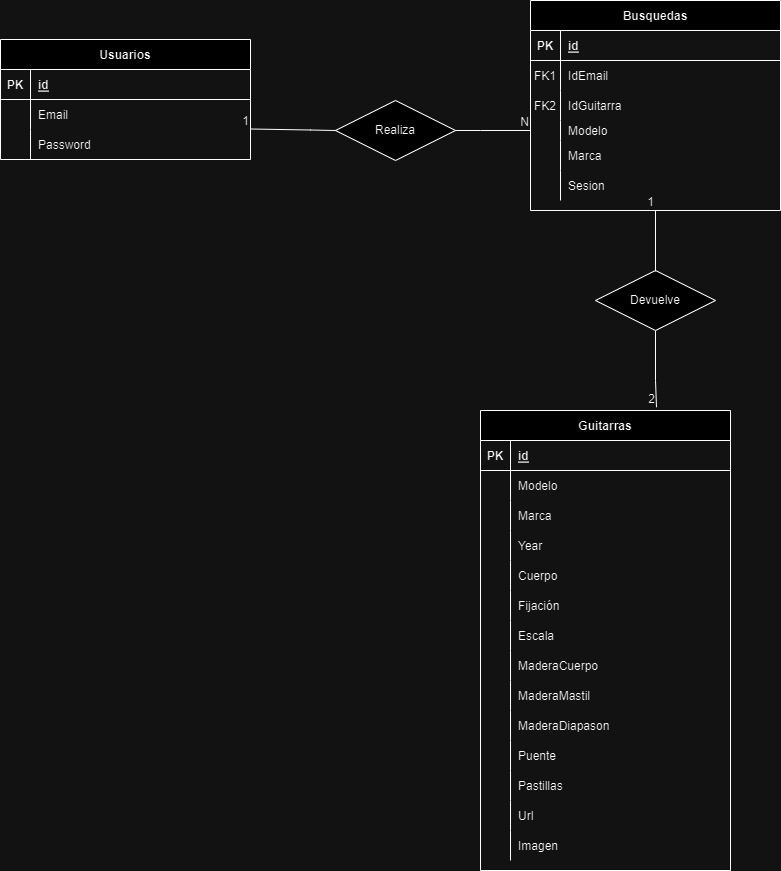 Usuarios
PK id
Email
Password
1
Realiza
N
Busquedas
PK id
FK1 IdEmail
FK2 IdGuitarra
Modelo
Marca
Sesion
1
Devuelve
2
Guitarras
PK id
Modelo
Marca
Year
Cuerpo
Fijación
Escala
MaderaCuerpo
MaderaMastil
MaderaDiapason
Puente
Pastillas
Url
Imagen